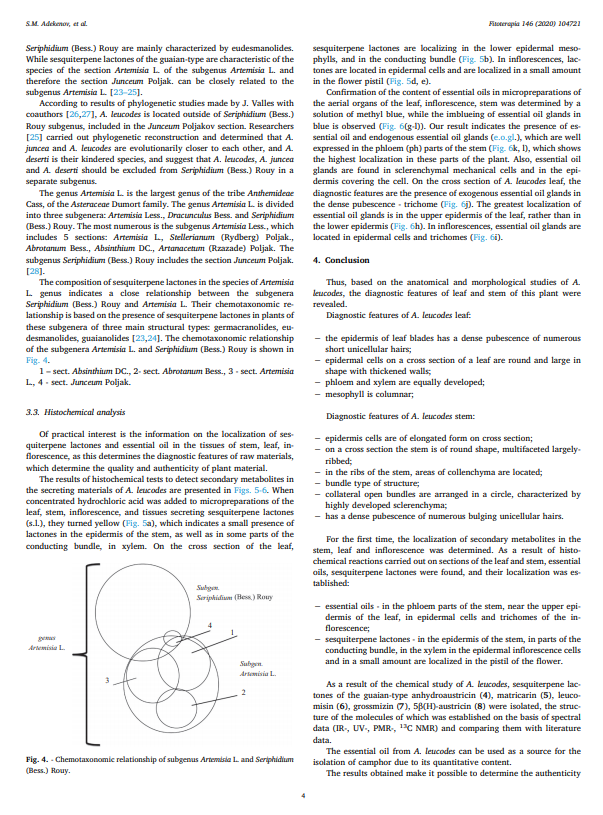 S.M. Adekenov, et al.
Fitoterapia 146 (2020) 104721
Seriphidium (Bess.) Rouy are mainly characterized by eudesmanolides.
While sesquiterpene lactones of the guaian-type are characteristic of the
species of the section Artemisia L. of the subgenus Artemisia L. and
therefore the section Junceum Poljak. can be closely related to the
subgenus Artemisia L. [23–25].
According to results of phylogenetic studies made by J. Valles with
coauthors [26,27], A. leucodes is located outside of Seriphidium (Bess.)
Rouy subgenus, included in the Junceum Poljakov section. Researchers
[25] carried out phylogenetic reconstruction and determined that A.
juncea and A. leucodes are evolutionarily closer to each other, and A.
deserti is their kindered species, and suggest that A. leucodes, A. juncea
and A. deserti should be excluded from Seriphidium (Bess.) Rouy in a
separate subgenus.
The genus Artemisia L. is the largest genus of the tribe Anthemideae
Cass, of the Asteraceae Dumort family. The genus Artemisia L. is divided
into three subgenera: Artemisia Less., Dracunculus Bess. and Seriphidium
(Bess.) Rouy. The most numerous is the subgenus Artemisia Less., which
includes 5 sections: Artemisia L., Stellerianum (Rydberg) Poljak.,
Abrotanum Bess., Absinthium DC., Artanacetum (Rzazade) Poljak. The
subgenus Seriphidium (Bess.) Rouy includes the section Junceum Poljak.
[28].
The composition of sesquiterpene lactones in the species of Artemisia
L. genus indicates a close relationship between the subgenera
Seriphidium (Bess.) Rouy and Artemisia L. Their chemotaxonomic re-
lationship is based on the presence of sesquiterpene lactones in plants of
these subgenera of three main structural types: germacranolides, eu-
desmanolides, guaianolides [23,24]. The chemotaxonomic relationship
of the subgenera Artemisia L. and Seriphidium (Bess.) Rouy is shown in
Fig. 4.
1 – sect. Absinthium DC., 2- sect. Abrotanum Bess., 3 - sect. Artemisia
L., 4 - sect. Junceum Poljak.
3.3. Histochemical analysis
Of practical interest is the information on the localization of ses-
quiterpene lactones and essential oil in the tissues of stem, leaf, in-
florescence, as this determines the diagnostic features of raw materials,
which determine the quality and authenticity of plant material.
The results of histochemical tests to detect secondary metabolites in
the secreting materials of A. leucodes are presented in Figs. 5-6. When
concentrated hydrochloric acid was added to micropreparations of the
leaf, stem, inflorescence, and tissues secreting sesquiterpene lactones
(s.l.), they turned yellow (Fig. 5a), which indicates a small presence of
lactones in the epidermis of the stem, as well as in some parts of the
conducting bundle, in xylem. On the cross section of the leaf,
genus
Artemisia L.
Subgen.
Seriphidium (Bess.) Rouy
4
1
Subgen.
Artemisia L.
3
2
Fig. 4. - Chemotaxonomic relationship of subgenus Artemisia L. and Seriphidium
(Bess.) Rouy.
sesquiterpene lactones are localizing in the lower epidermal meso-
phylls, and in the conducting bundle (Fig. 5b). In inflorescences, lac-
tones are located in epidermal cells and are localized in a small amount
in the flower pistil (Fig. 5d, e).
Confirmation of the content of essential oils in micropreparations of
the aerial organs of the leaf, inflorescence, stem was determined by a
solution of methyl blue, while the imblueing of essential oil glands in
blue is observed (Fig. 6(g-l)). Our result indicates the presence of es-
sential oil and endogenous essential oil glands (e.o.gl.), which are well
expressed in the phloem (ph) parts of the stem (Fig. 6k, l), which shows
the highest localization in these parts of the plant. Also, essential oil
glands are found in sclerenchymal mechanical cells and in the epi-
dermis covering the cell. On the cross section of A. leucodes leaf, the
diagnostic features are the presence of exogenous essential oil glands in
the dense pubescence - trichome (Fig. 6j). The greatest localization of
essential oil glands is in the upper epidermis of the leaf, rather than in
the lower epidermis (Fig. 6h). In inflorescences, essential oil glands are
located in epidermal cells and trichomes (Fig. 6i).
4. Conclusion
Thus, based on the anatomical and morphological studies of A.
leucodes, the diagnostic features of leaf and stem of this plant were
revealed.
Diagnostic features of A. leucodes leaf:
– the epidermis of leaf blades has a dense pubescence of numerous
short unicellular hairs;
– epidermal cells on a cross section of a leaf are round and large in
shape with thickened walls;
– phloem and xylem are equally developed;
– mesophyll is columnar;
Diagnostic features of A. leucodes stem:
– epidermis cells are of elongated form on cross section;
– on a cross section the stem is of round shape, multifaceted largely-
ribbed;
– in the ribs of the stem, areas of collenchyma are located;
– bundle type of structure;
– collateral open bundles are arranged in a circle, characterized by
highly developed sclerenchyma;
– has a dense pubescence of numerous bulging unicellular hairs.
For the first time, the localization of secondary metabolites in the
stem, leaf and inflorescence was determined. As a result of histo-
chemical reactions carried out on sections of the leaf and stem, essential
oils, sesquiterpene lactones were found, and their localization was es-
tablished:
– essential oils - in the phloem parts of the stem, near the upper epi-
dermis of the leaf, in epidermal cells and trichomes of the in-
florescence;
– sesquiterpene lactones - in the epidermis of the stem, in parts of the
conducting bundle, in the xylem in the epidermal inflorescence cells
and in a small amount are localized in the pistil of the flower.
As a result of the chemical study of A. leucodes, sesquiterpene lac-
tones of the guaian-type anhydroaustricin (4), matricarin (5), leuco-
misin (6), grossmizin (7), 5β(H)-austricin (8) were isolated, the struc-
ture of the molecules of which was established on the basis of spectral
data (IR-, UV-, PMR-, ¹³C NMR) and comparing them with literature
data.
The essential oil from A. leucodes can be used as a source for the
isolation of camphor due to its quantitative content.
The results obtained make it possible to determine the authenticity
4